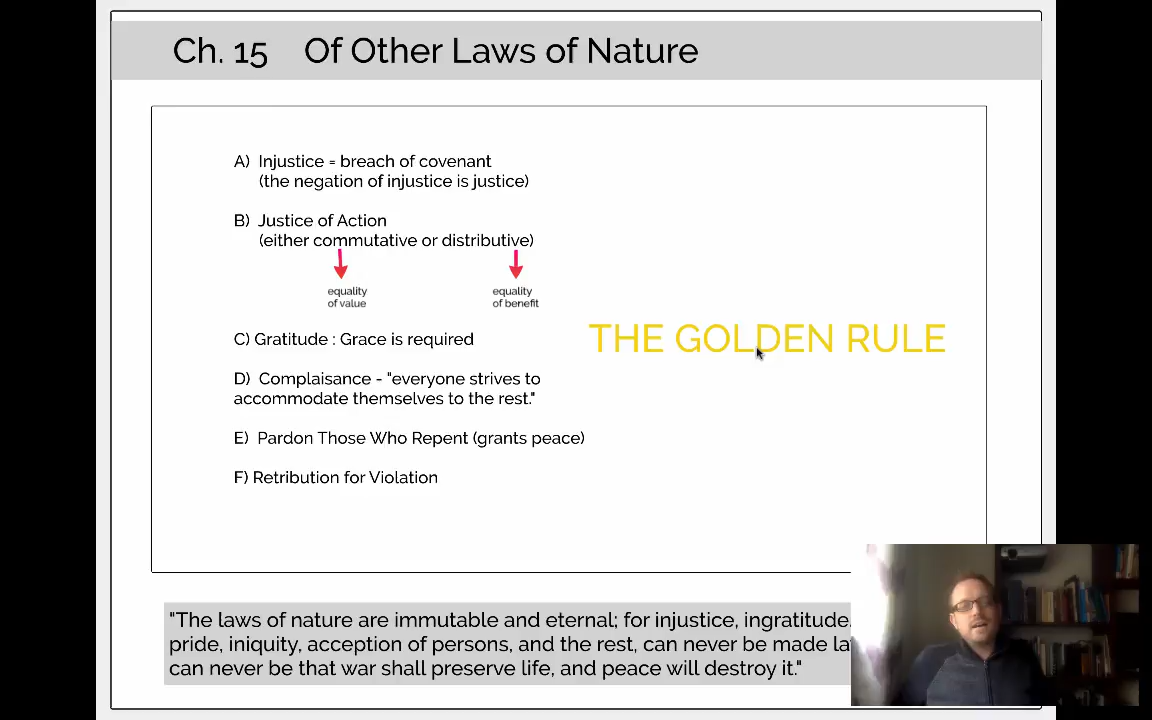 Ch. 15 Of Other Laws of Nature
A) Injustice = breach of covenant
(the negation of injustice is justice)
B) Justice of Action
(either commutative or distributive)
equality
of value
equality
of benefit
C) Gratitude : Grace is required
THE GOLDEN RULE
D) Complaisance - "everyone strives to
accommodate themselves to the rest."
E) Pardon Those Who Repent (grants peace)
F) Retribution for Violation
"The laws of nature are immutable and eternal; for injustice, ingratitude,
pride, iniquity, acception of persons, and the rest, can never be made
can never be that war shall preserve life, and peace will destroy it."